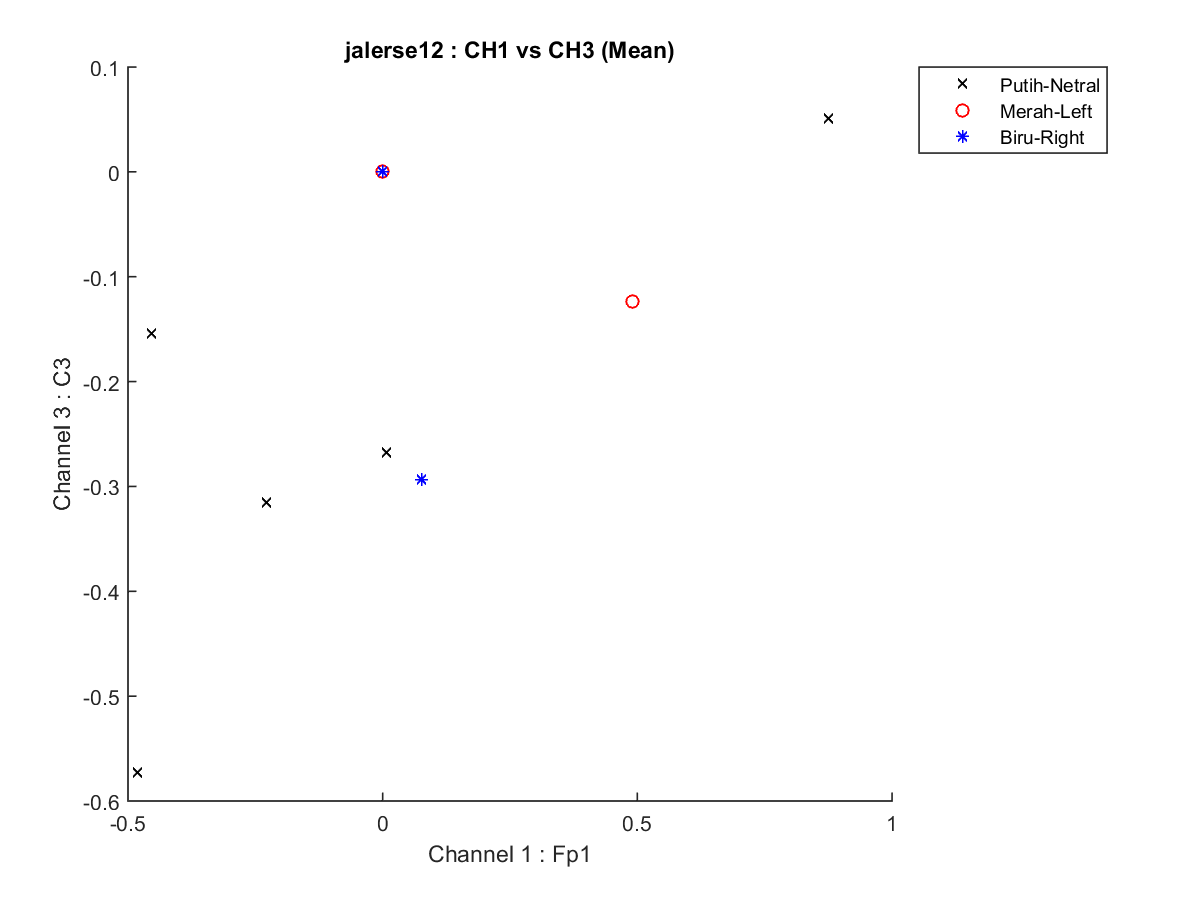 jalerse12 : CH1 vs CH3 (Mean)
Putih-Netral
Merah-Left
Biru-Right
0.1
0
-0.1
-0.2
-0.3
-0.4
-0.5
-0.6
Channel 3 : C3
-0.5
0
0.5
1
Channel 1 : Fp1